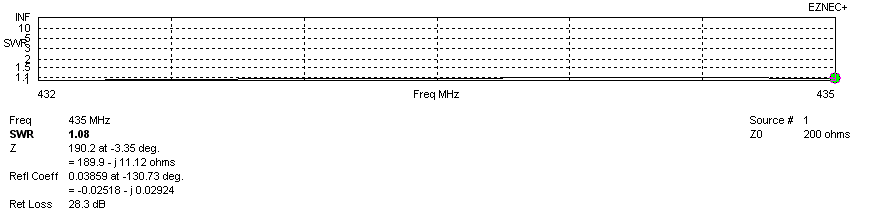 EZNEC+
INF
10
5
SWR
3
2
1.5
1.1
1
432 Freq MHz 435
Freq 435 MHz Source # 1
SWR 1.08 Z0 200 ohms
Z 190.2 at -3.35 deg.
= 189.9 - j 11.12 ohms
Refl Coeff 0.03859 at -130.73 deg.
= -0.02518 - j 0.02924
Ret Loss 28.3 dB